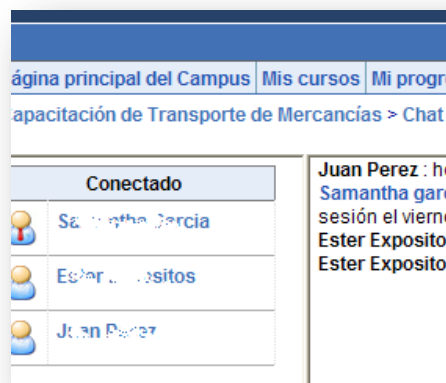 ágina principal del Campus Mis cursos Mi progr
apacitación de Transporte de Mercancías > Chat
Conectado
Garcia
Juan Perez : h
Samantha gar
sesión el viern
Ester Exposito
Ester Exposito